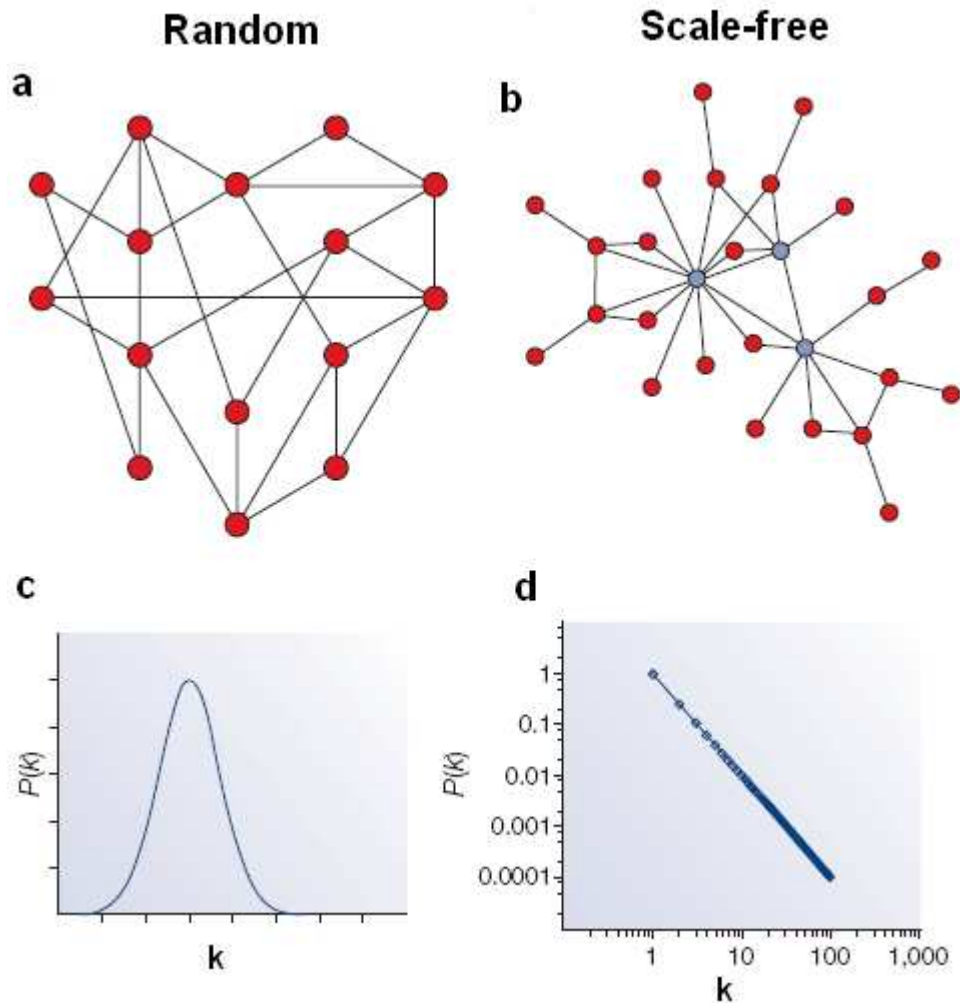 Random
Scale-free
a
b
c
P(k)
k
d
P(k)
1
0.1
0.01
0.001
0.0001
1 10 100 1,000
k